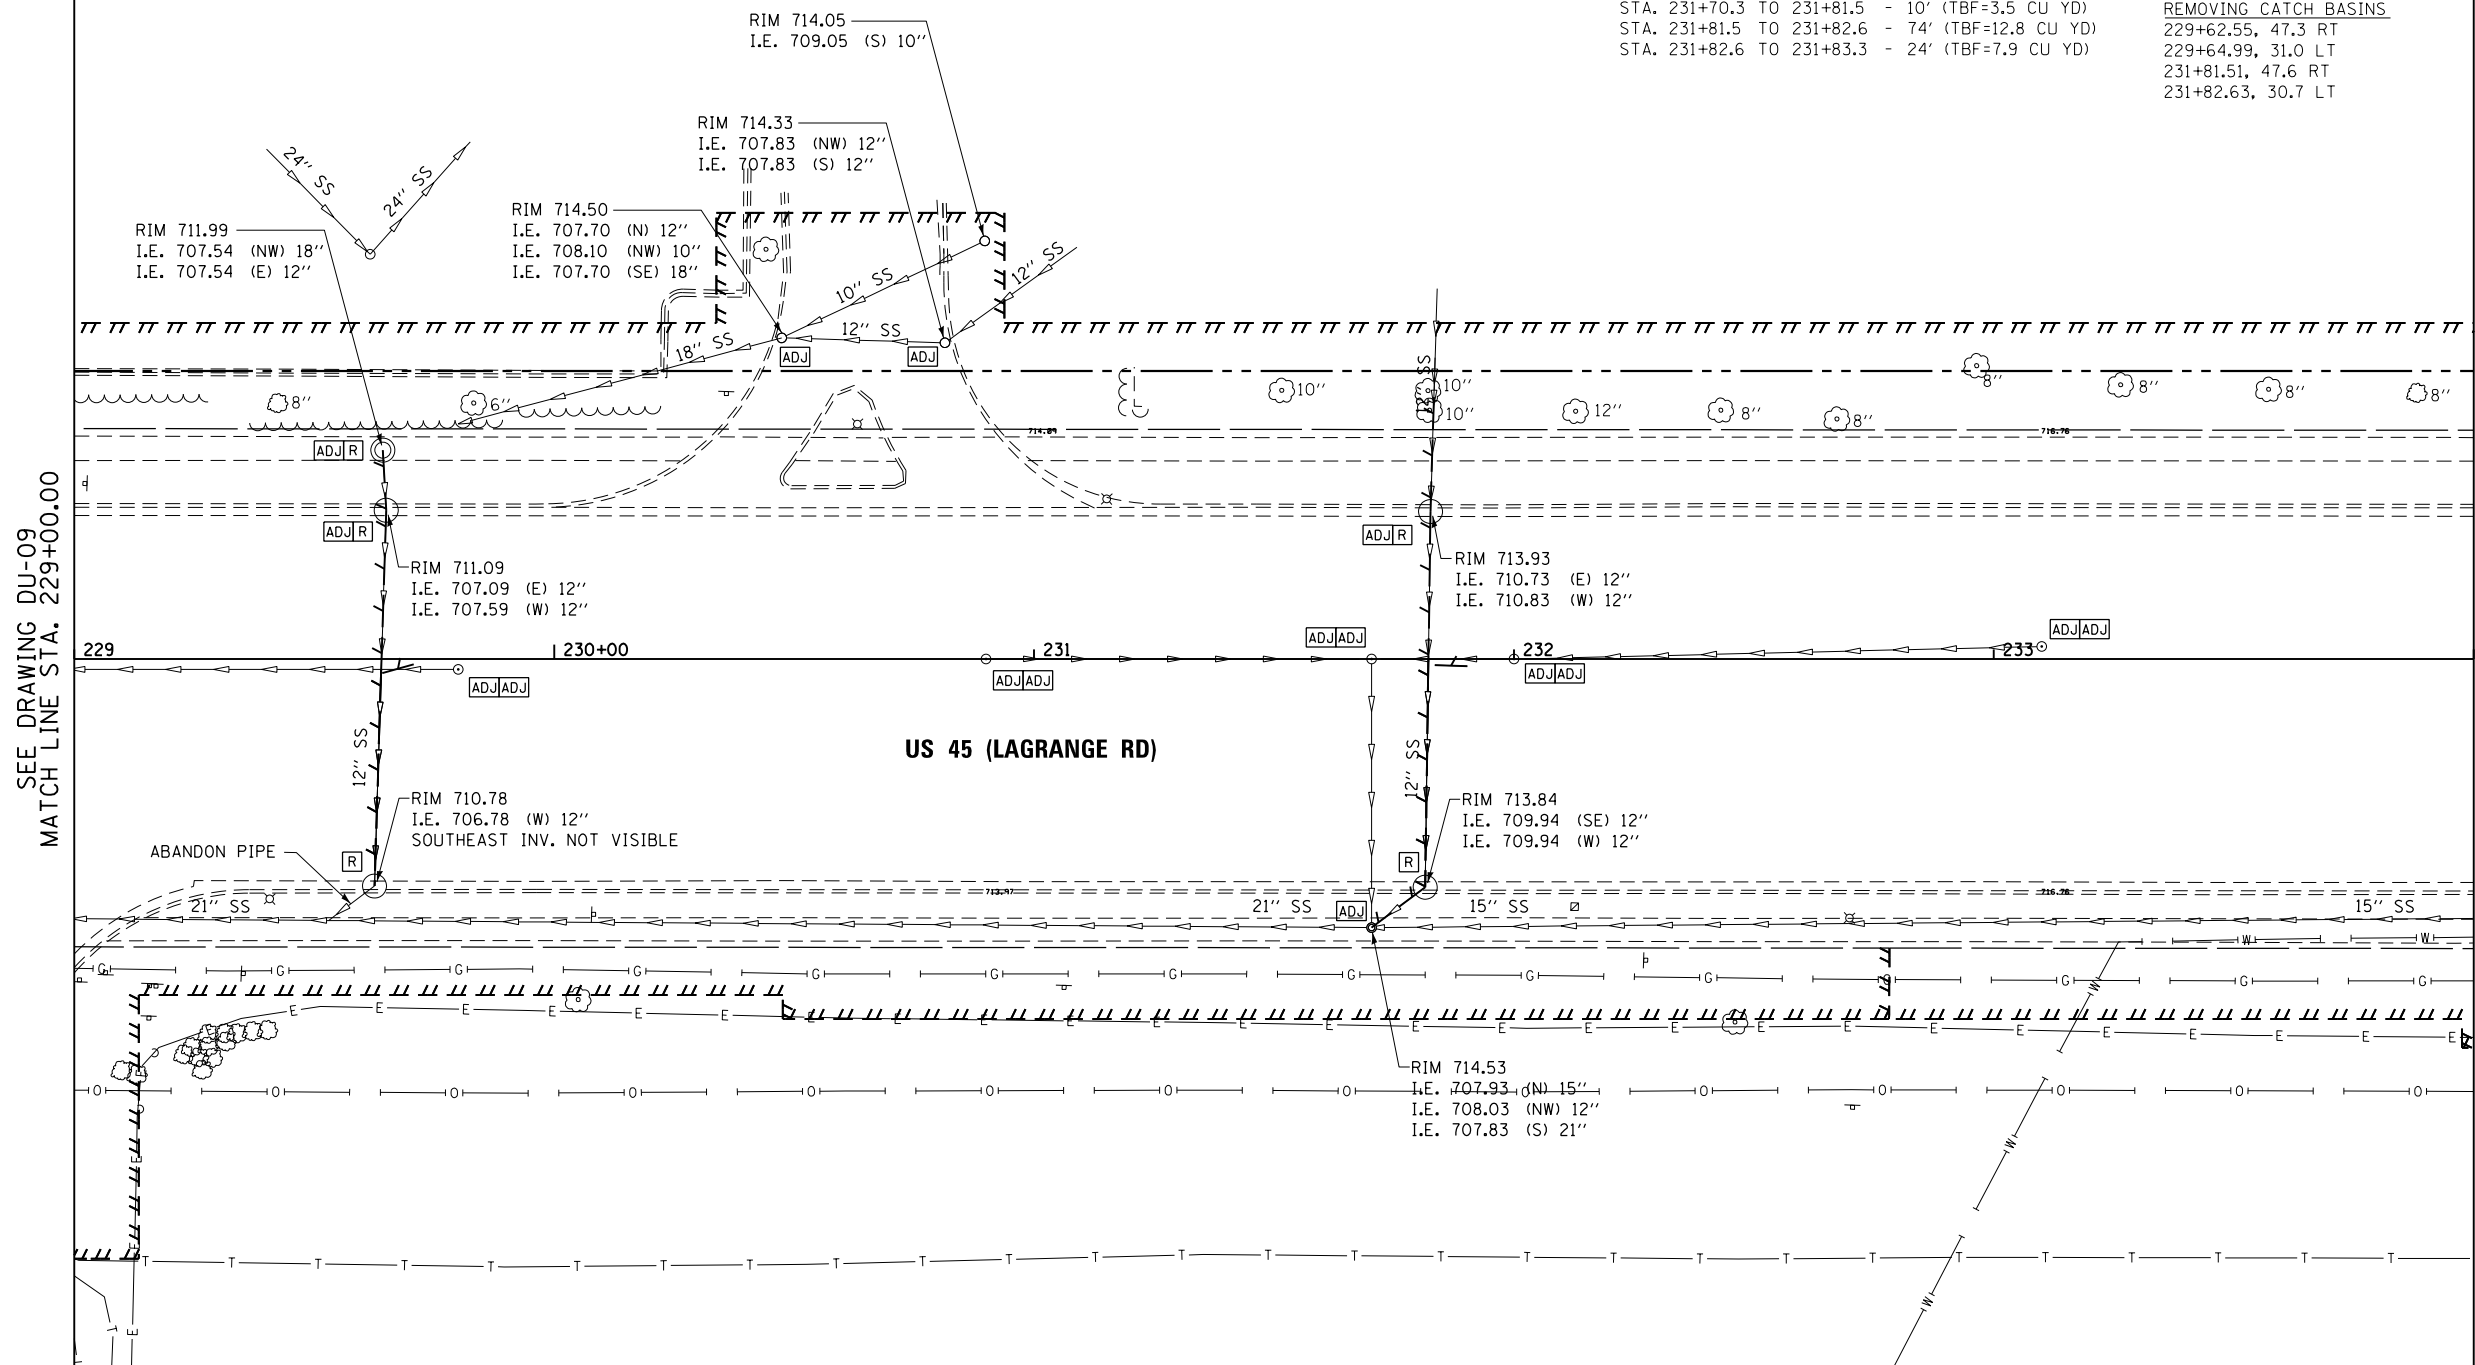 STA. 231+70.3 TO 231+81.5 - 10' (TBF=3.5 CU YD)
STA. 231+81.5 TO 231+82.6 - 74' (TBF=12.8 CU YD)
STA. 231+82.6 TO 231+83.3 - 24' (TBF=7.9 CU YD)
REMOVING CATCH BASINS
229+62.55, 47.3 RT
229+64.99, 31.0 LT
231+81.51, 47.6 RT
231+82.63, 30.7 LT
RIM 714.05
I.E. 709.05 (S) 10''
RIM 714.33
I.E. 707.83 (NW) 12''
I.E. 707.83 (S) 12''
24'' SS
24'' SS
RIM 714.50
I.E. 707.70 (N) 12''
I.E. 708.10 (NW) 10''
I.E. 707.70 (SE) 18''
RIM 711.99
I.E. 707.54 (NW) 18''
I.E. 707.54 (E) 12''
10'' SS
12'' SS
12'' SS
18'' SS
ADJ
ADJ
12'' SS
8''
6''
10''
10''
10''
12''
8''
8''
8''
8''
8''
8''
714.09
716.76
ADJ R
ADJ R
ADJ R
RIM 711.09
I.E. 707.09 (E) 12''
I.E. 707.59 (W) 12''
RIM 713.93
I.E. 710.73 (E) 12''
I.E. 710.83 (W) 12''
SEE DRAWING DU-09
MATCH LINE STA. 229+00.00
229
230+00
231
232
233
ADJ ADJ
ADJ ADJ
ADJ ADJ
ADJ ADJ
ADJ ADJ
US 45 (LAGRANGE RD)
12'' SS
12'' SS
RIM 710.78
I.E. 706.78 (W) 12''
SOUTHEAST INV. NOT VISIBLE
RIM 713.84
I.E. 709.94 (SE) 12''
I.E. 709.94 (W) 12''
ABANDON PIPE
R
R
713.97
716.76
21'' SS
21'' SS
ADJ
15'' SS
15'' SS
W W
G G G G G G G G G G G G G G
E E E E E E E E E E E E E E E E E E E E E E E E E
RIM 714.53
I.E. 707.93 (N) 15''
I.E. 708.03 (NW) 12''
I.E. 707.83 (S) 21''
O O O O O O O O O O O O O O
W
W
W
E
E
E
T T T T T T T T T T T T T T T T T T T T T T T T T T T